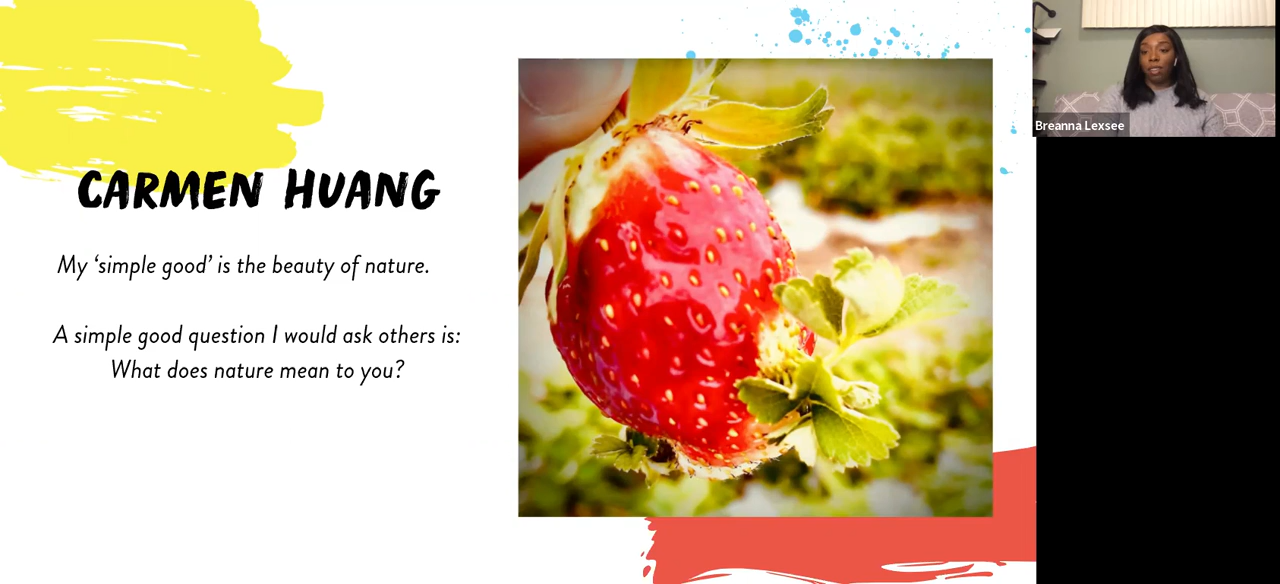 CARMEN HUANG
My ‘simple good’ is the beauty of nature.
A simple good question I would ask others is:
What does nature mean to you?
Breanna Lexsee